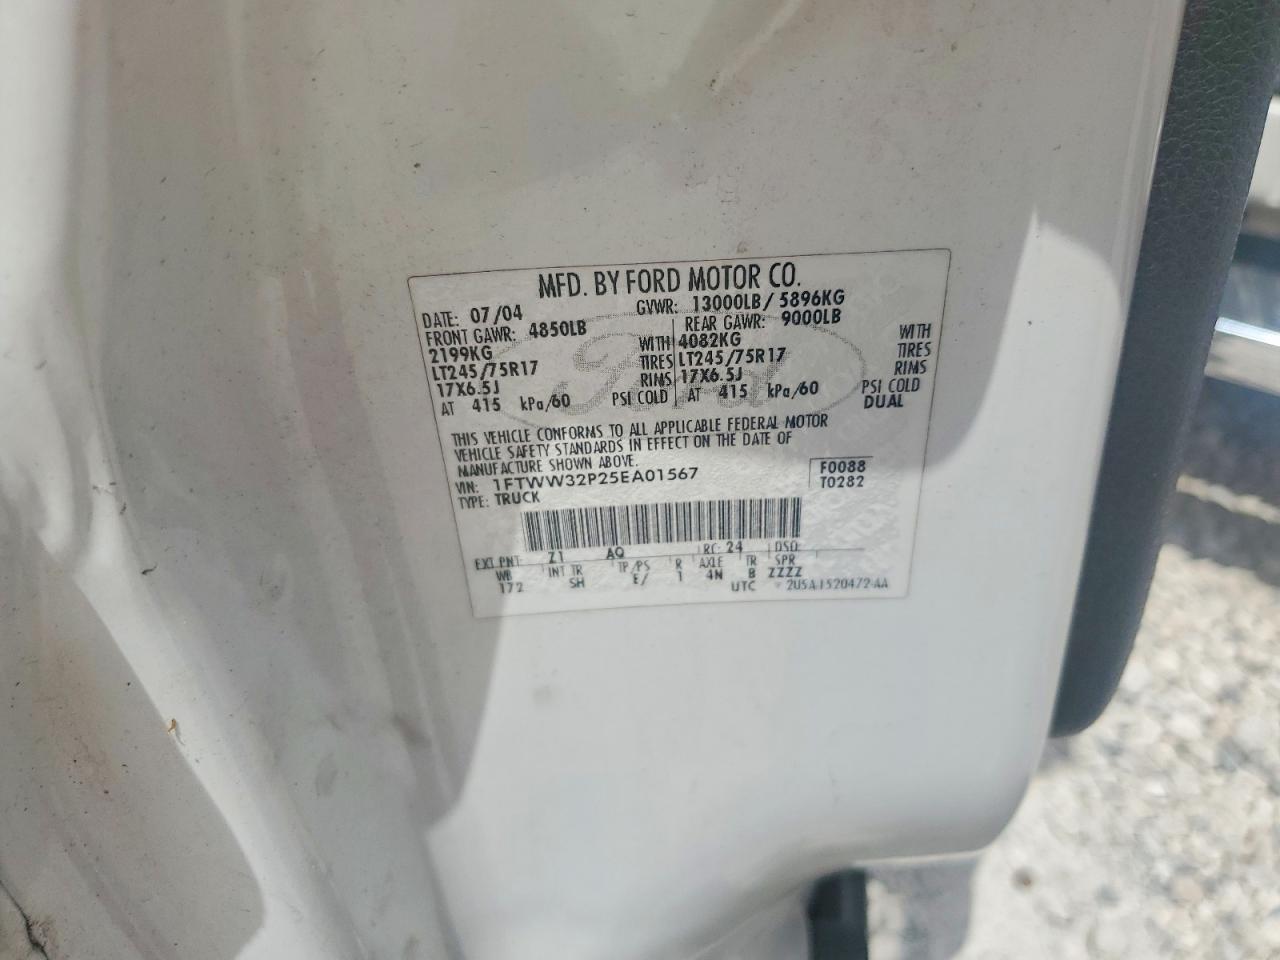 MFD. BY FORD MOTOR CO.
DATE: 07/04 GVWR: 13000LB/ 5896KG
FRONT GAWR: 4850LB REAR GAWR: 9000LB
2199KG WITH 4082KG WITH
LT245/75R17 TIRES LT245/75R17 TIRES
17X6.5J RIMS 17X6.5J RIMS
AT 415 kPa/60 PSI COLD AT 415 kPa/60 PSI COLD
DUAL
THIS VEHICLE CONFORMS TO ALL APPLICABLE FEDERAL MOTOR
VEHICLE SAFETY STANDARDS IN EFFECT ON THE DATE OF
MANUFACTURE SHOWN ABOVE.
VIN: 1FTWW32P25EA01567 F0088
TYPE: TRUCK T0282
EXT PNT: Z1 AQ RC: 24 DSO:
WB INT TR TP/PS R AXLE TR SPR
172 SH E/ 1 4N B ZZZZ
UTC 2U5A 1520472 AA
Ford